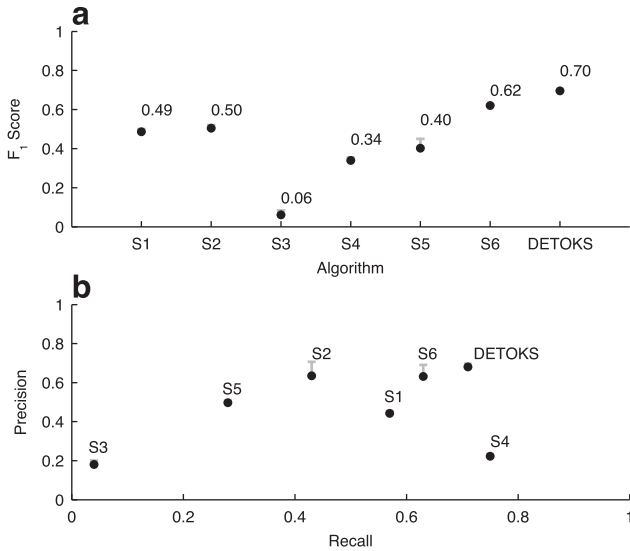 a
1
0.8
0.6
0.4
0.2
0
F1 Score
0.49
0.50
0.06
0.34
0.40
0.62
0.70
S1 S2 S3 S4 S5 S6 DETOKS
Algorithm
b
1
0.8
0.6
0.4
0.2
0
Precision
S3
S5
S2
S1
S6
DETOKS
S4
0 0.2 0.4 0.6 0.8 1
Recall